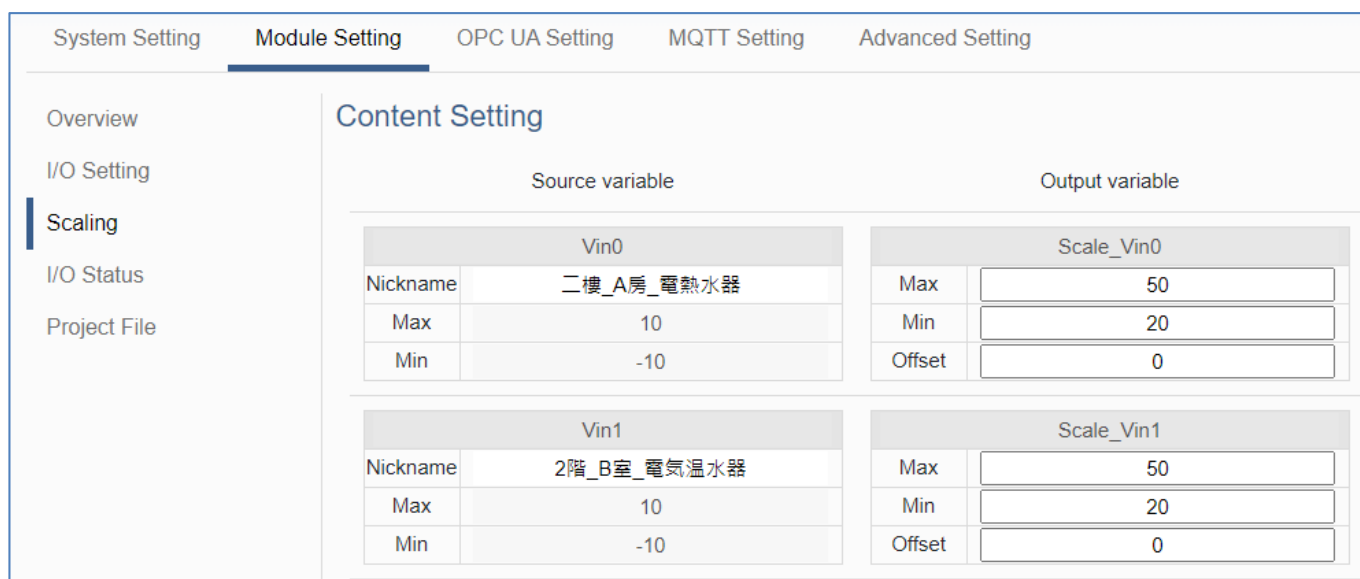 System Setting Module Setting OPC UA Setting MQTT Setting Advanced Setting
Overview
I/O Setting
Scaling
I/O Status
Project File
Content Setting
Source variable Output variable
Vin0 Scale_Vin0
Nickname 二樓_A房_電熱水器 Max 50
Max 10 Min 20
Min -10 Offset 0
Vin1 Scale_Vin1
Nickname 2階_B室_電気温水器 Max 50
Max 10 Min 20
Min -10 Offset 0